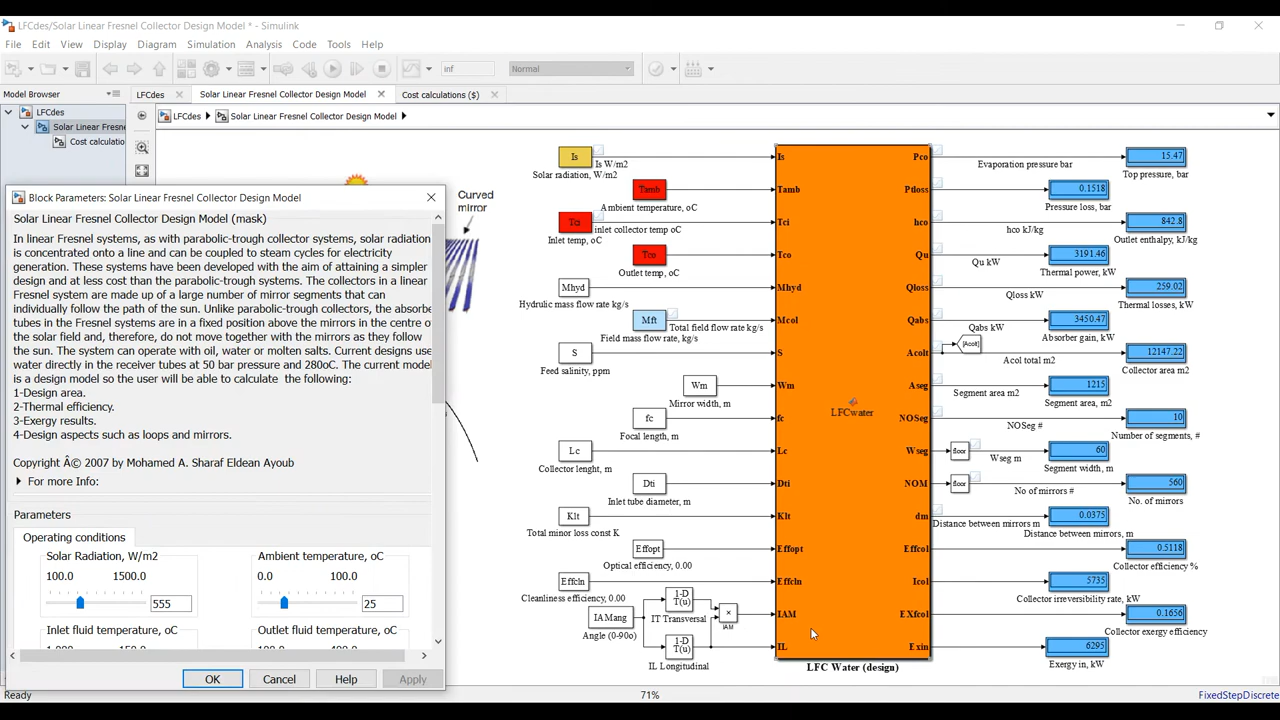 LFCdes/Solar Linear Fresnel Collector Design Model * - Simulink
File Edit View Display Diagram Simulation Analysis Code Tools Help
inf
Normal
Model Browser
LFCdes
Solar Linear Fresnel Collector Design Model
Cost calculations ($)
LFCdes
Solar Linear Fresne
Cost calculatio
LFCdes
Solar Linear Fresnel Collector Design Model
Curved
mirror
Block Parameters: Solar Linear Fresnel Collector Design Model
Solar Linear Fresnel Collector Design Model (mask)
In linear Fresnel systems, as with parabolic-trough collector systems, solar radiation
is concentrated onto a line and can be coupled to steam cycles for electricity
generation. These systems have been developed with the aim of attaining a simpler
design and at less cost than the parabolic-trough systems. The collectors in a linear
Fresnel system are made up of a large number of mirror segments that can
individually follow the path of the sun. Unlike parabolic-trough collectors, the absorbe
tubes in the Fresnel systems are in a fixed position above the mirrors in the centre o
the solar field and, therefore, do not move together with the mirrors as they follow
the sun. The system can operate with oil, water or molten salts. Current designs use
water directly in the receiver tubes at 50 bar pressure and 280oC. The current model
is a design model so the user will be able to calculate the following:
1-Design area.
2-Thermal efficiency.
3-Exergy results.
4-Design aspects such as loops and mirrors.
Copyright Â© 2007 by Mohamed A. Sharaf Eldean Ayoub
For more Info:
Parameters
Operating conditions
Solar Radiation, W/m2
Ambient temperature, oC
100.0 1500.0
0.0 100.0
555
25
Inlet fluid temperature, oC
Outlet fluid temperature, oC
OK Cancel Help Apply
Is
Is W/m2
Solar radiation, W/m2
Tamb
Ambient temperature, oC
Tci
inlet collector temp oC
Inlet temp, oC
Tco
Outlet temp, oC
Mhyd
Hydrulic mass flow rate kg/s
Mft
Total field flow rate kg/s
Field mass flow rate, kg/s
S
Feed salinity, ppm
Wm
Mirror width, m
fc
Focal length, m
Lc
Collector lenght, m
Dti
Inlet tube diameter, m
Klt
Total minor loss const K
Effopt
Optical efficiency, 0.00
Effcln
Cleanliness efficiency, 0.00
IAMang
Angle (0-90o)
1-D
T(u)
IT Transversal
1-D
T(u)
IL Longitudinal
×
IAM
Is
Tamb
Tci
Tco
Mhyd
Mcol
S
Wm
fc
Lc
Dti
Klt
Effopt
Effcln
IAM
IL
LFCwater
LFC Water (design)
Pco
Ptloss
hco
Qu
Qloss
Qabs
Acolt
Aseg
NOSeg
Wseg
NOM
dm
Effcol
Icol
EXfcol
Exin
Evaporation pressure bar
15.47
Top pressure, bar
0.1518
Pressure loss, bar
hco kJ/kg
842.8
Outlet enthalpy, kJ/kg
Qu kW
3191.46
Thermal power, kW
Qloss kW
259.02
Thermal losses, kW
Qabs kW
3450.47
Absorber gain, kW
[Acolt]
Acol total m2
12147.22
Collector area m2
Segment area m2
1215
Segment area, m2
NOSeg #
10
Number of segments, #
floor
Wseg m
60
Segment width, m
floor
No of mirrors #
560
No. of mirrors
Distance between mirrors m
0.0375
Distance between mirrors, m
0.5118
Collector efficiency %
5735
Collector irreversibility rate, kW
0.1656
Collector exergy efficiency
6295
Exergy in, kW
Ready
71%
FixedStepDiscrete